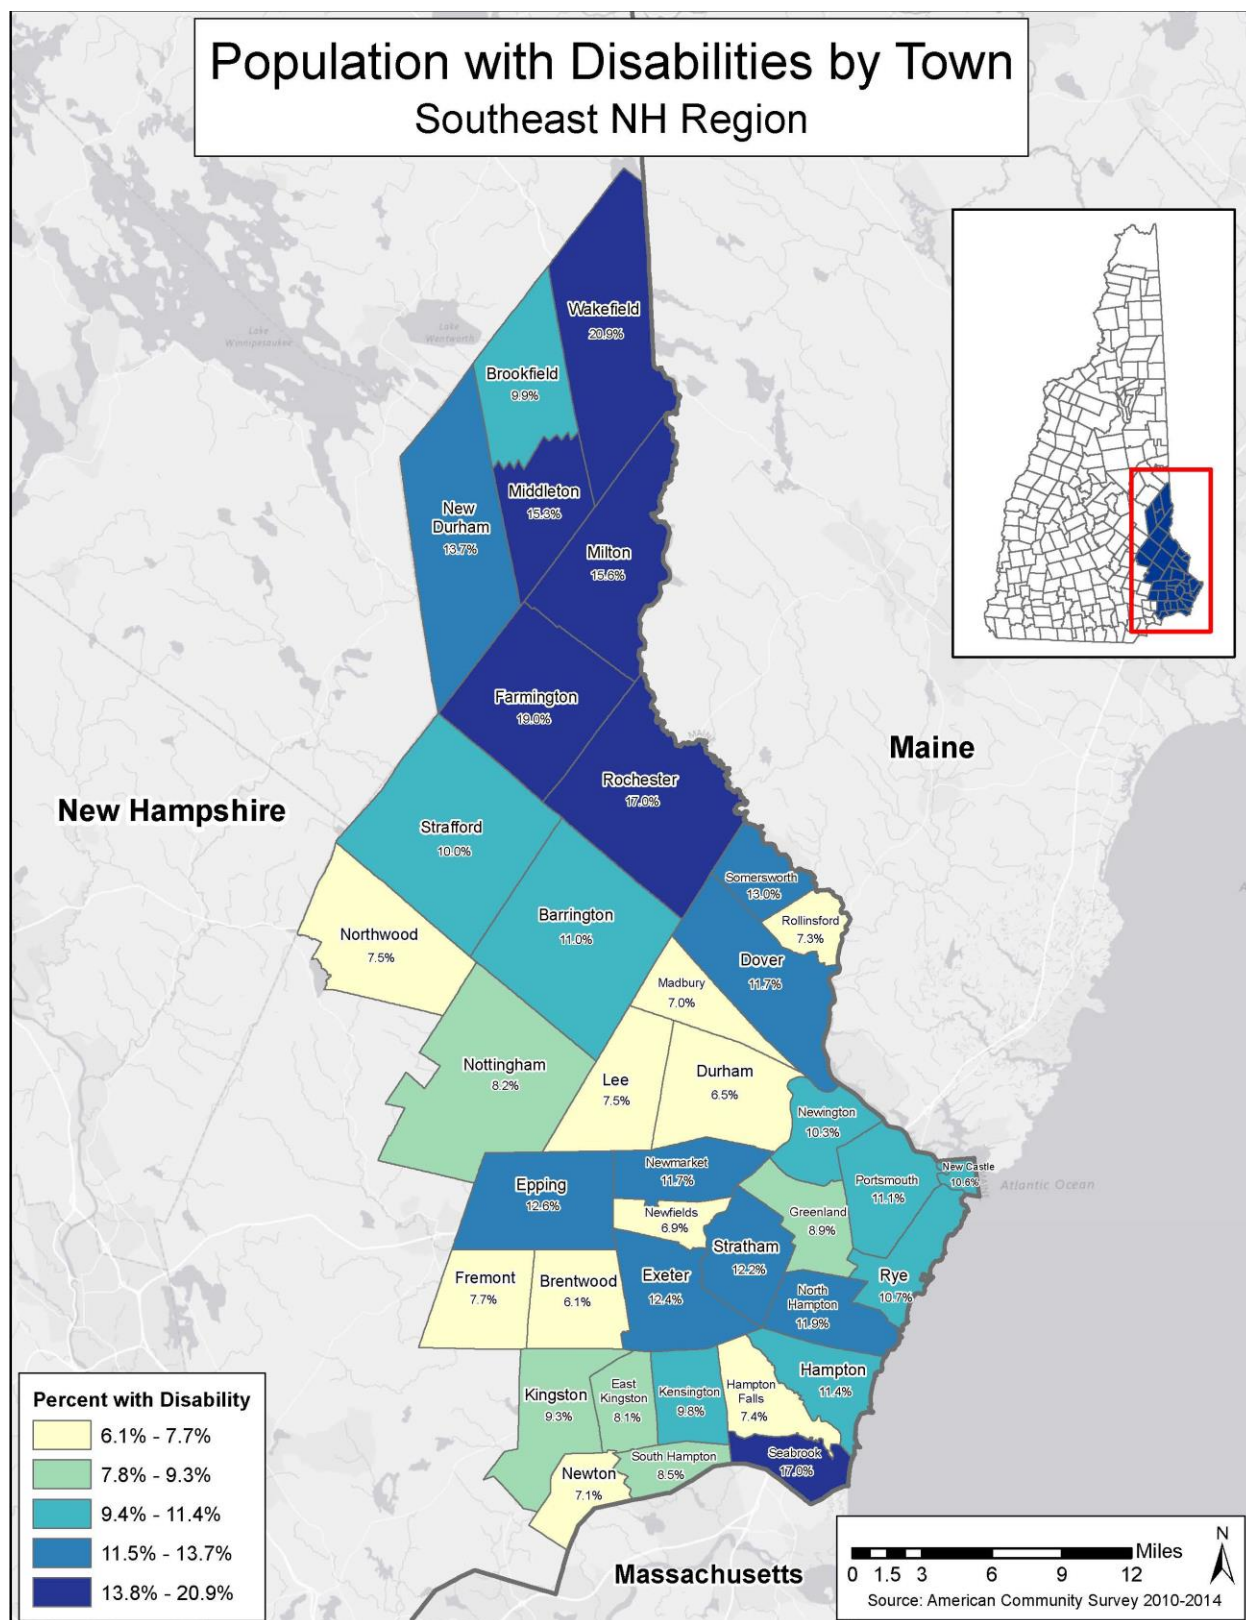 Population with Disabilities by Town
Southeast NH Region
Lake
Winnipesaukee
Lake
Wentworth
Wakefield
20.9%
Brookfield
9.9%
Middleton
15.3%
New
Durham
13.7%
Milton
15.6%
Farmington
19.0%
Rochester
17.0%
Maine
New Hampshire
Strafford
10.0%
Somersworth
13.0%
Barrington
11.0%
Rollinsford
7.3%
Northwood
7.5%
Dover
11.7%
Madbury
7.0%
Nottingham
8.2%
Lee
7.5%
Durham
6.5%
Newington
10.3%
Newmarket
11.7%
New Castle
10.6%
Portsmouth
11.1%
Atlantic Ocean
Epping
12.6%
Newfields
6.9%
Greenland
8.9%
Stratham
12.2%
Exeter
12.4%
Rye
10.7%
Fremont
7.7%
Brentwood
6.1%
North
Hampton
11.9%
Hampton
11.4%
Kingston
9.3%
East
Kingston
8.1%
Kensington
9.8%
Hampton
Falls
7.4%
Seabrook
17.0%
South Hampton
8.5%
Newton
7.1%
Massachusetts
Percent with Disability
6.1% - 7.7%
7.8% - 9.3%
9.4% - 11.4%
11.5% - 13.7%
13.8% - 20.9%
N
Miles
0 1.5 3 6 9 12
Source: American Community Survey 2010-2014